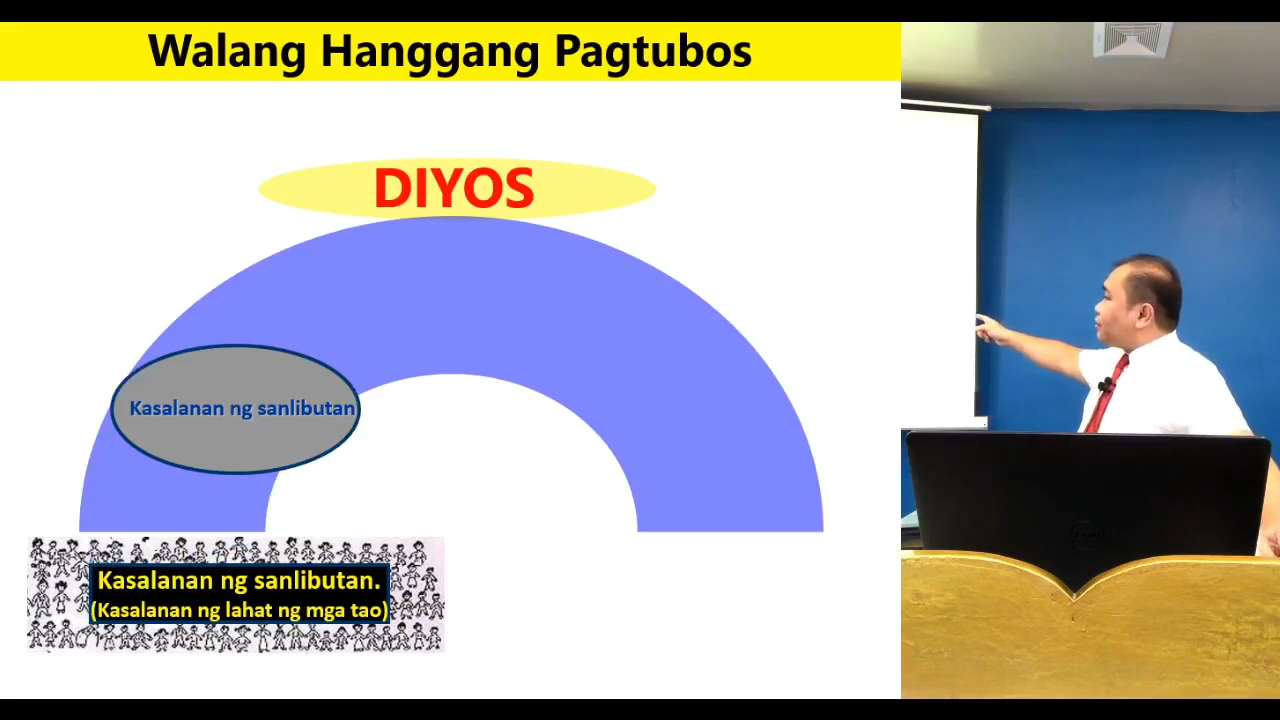 Walang Hanggang Pagtubos
DIYOS
Kasalanan ng sanlibutan
Kasalanan ng sanlibutan.
(Kasalanan ng lahat ng mga tao)